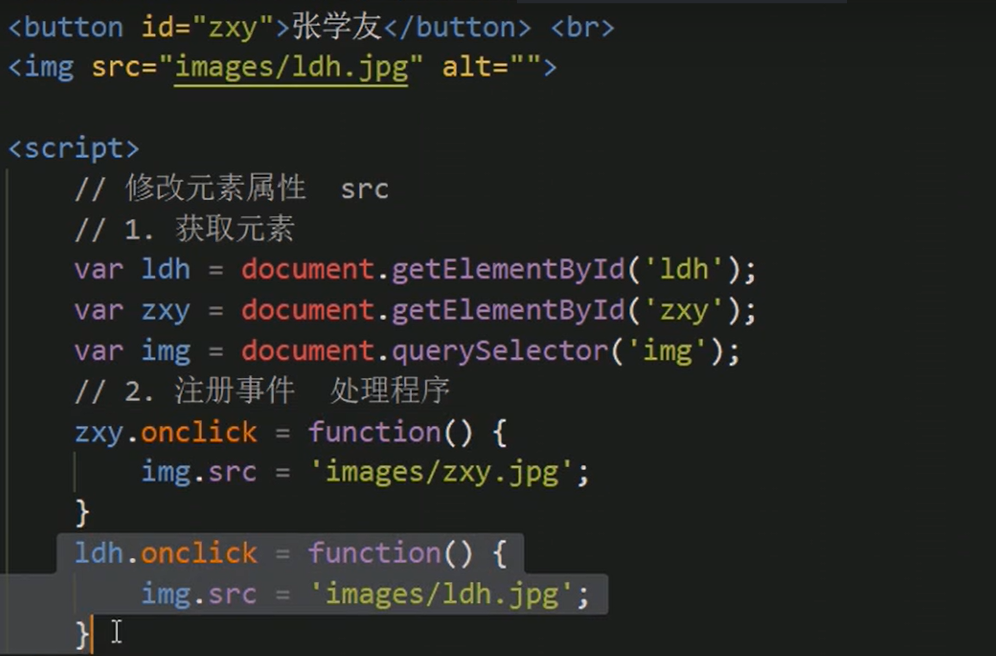 <button id="zxy">张学友</button> <br>
<img src="images/ldh.jpg" alt="">
<script>
// 修改元素属性  src
// 1. 获取元素
var ldh = document.getElementById('ldh');
var zxy = document.getElementById('zxy');
var img = document.querySelector('img');
// 2. 注册事件  处理程序
zxy.onclick = function() {
img.src = 'images/zxy.jpg';
}
ldh.onclick = function() {
img.src = 'images/ldh.jpg';
}